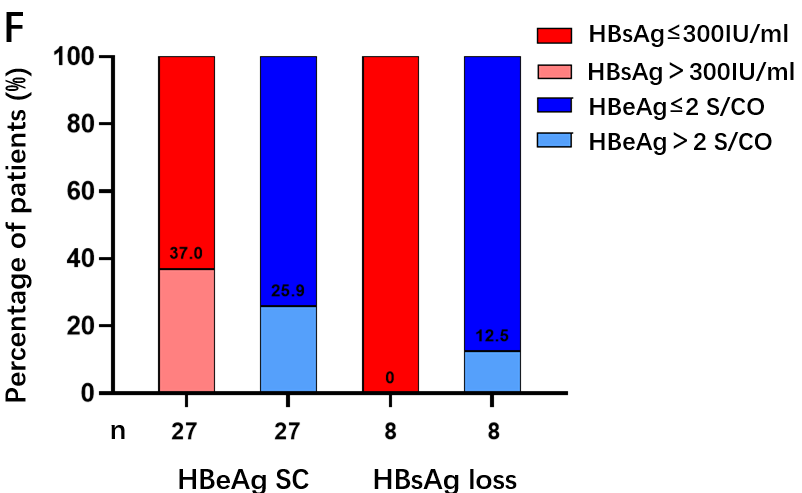 F
HBsAg≤300IU/ml
HBsAg＞300IU/ml
HBeAg≤2 S/CO
HBeAg＞2 S/CO
Percentage of patients (%)
100
80
60
40
20
0
37.0
25.9
0
12.5
n 27 27 8 8
HBeAg SC HBsAg loss